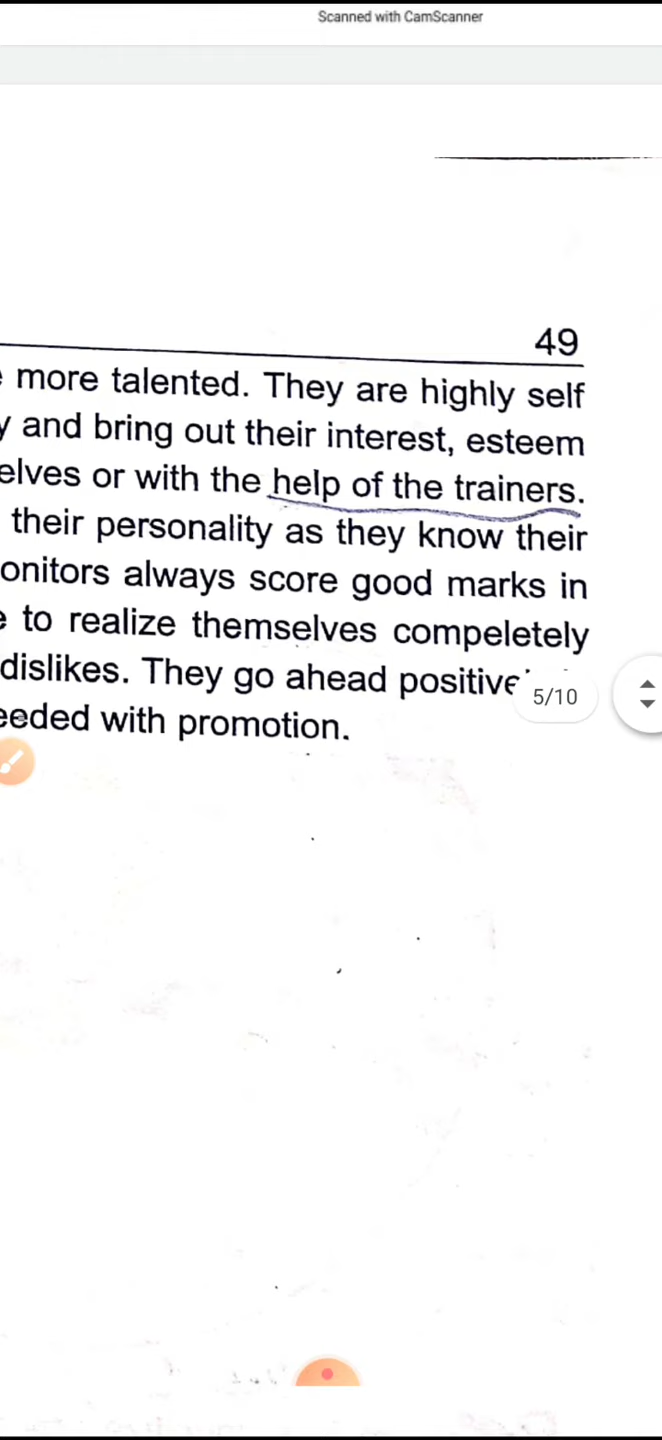 Scanned with CamScanner
49
more talented. They are highly self
and bring out their interest, esteem
elves or with the help of the trainers.
their personality as they know their
onitors always score good marks in
to realize themselves compeletely
dislikes. They go ahead positive
5/10
eeded with promotion.